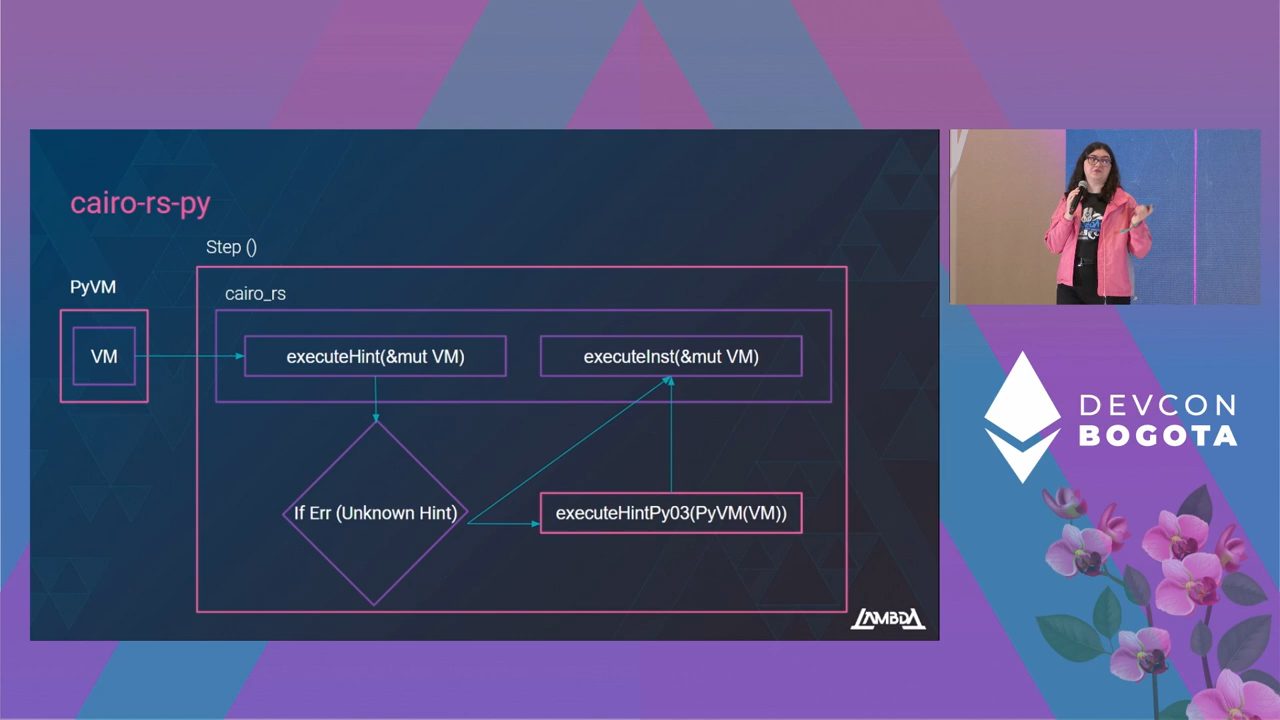 cairo-rs-py
Step ()
PyVM
cairo_rs
VM
executeHint(&mut VM)
executeInst(&mut VM)
If Err (Unknown Hint)
executeHintPy03(PyVM(VM))
LAMBDA
DEVCON
BOGOTA